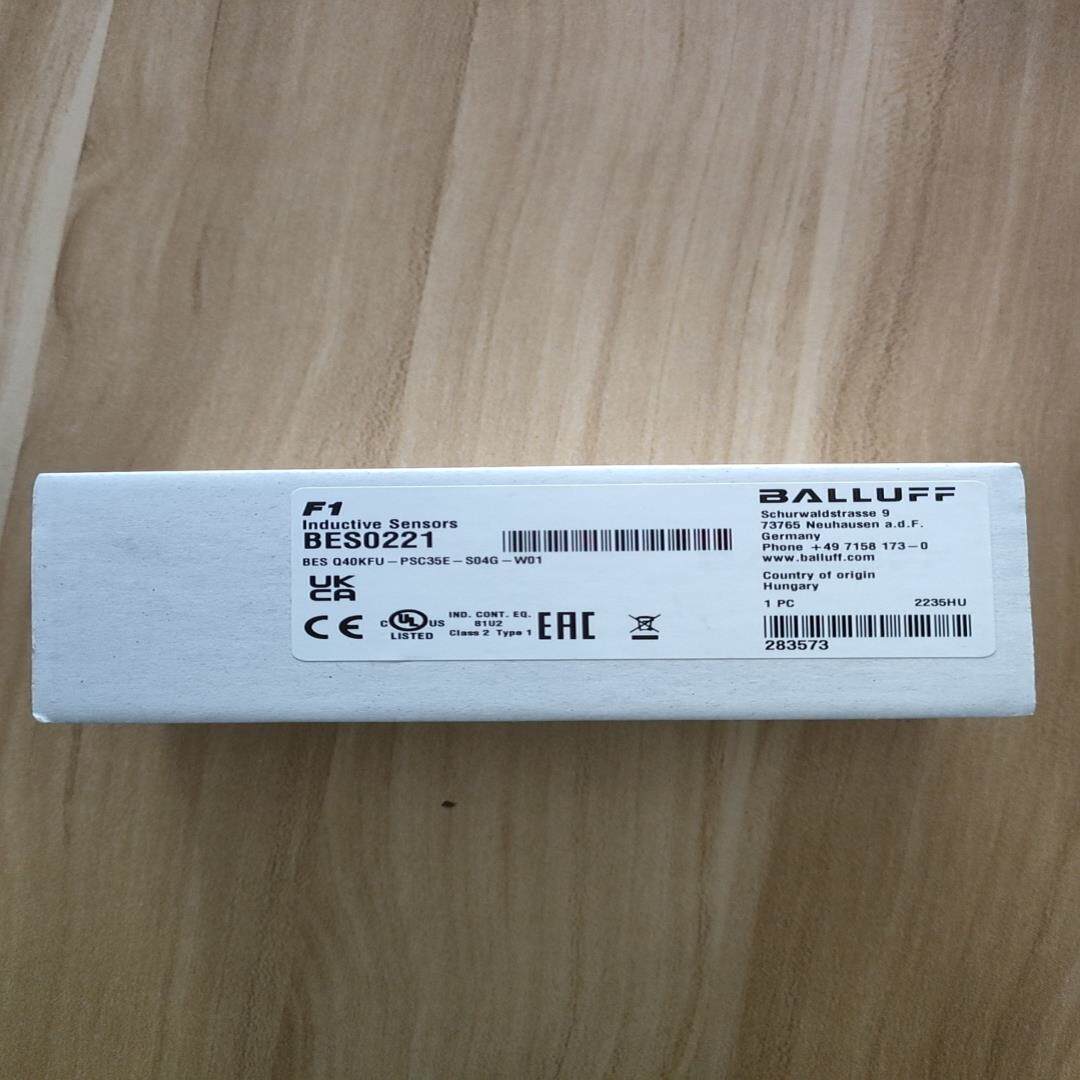 F1
Inductive Sensors
BES0221
BES Q40KFU-PSC35E-S04G-W01
UK
CA
CE
C UL US
LISTED
IND. CONT. EQ.
81U2
Class 2 Type 1
EAC
BALLUFF
Schurwaldstrasse 9
73765 Neuhausen a.d.F.
Germany
Phone +49 7158 173-0
www.balluff.com
Country of origin
Hungary
1 PC 2235HU
283573